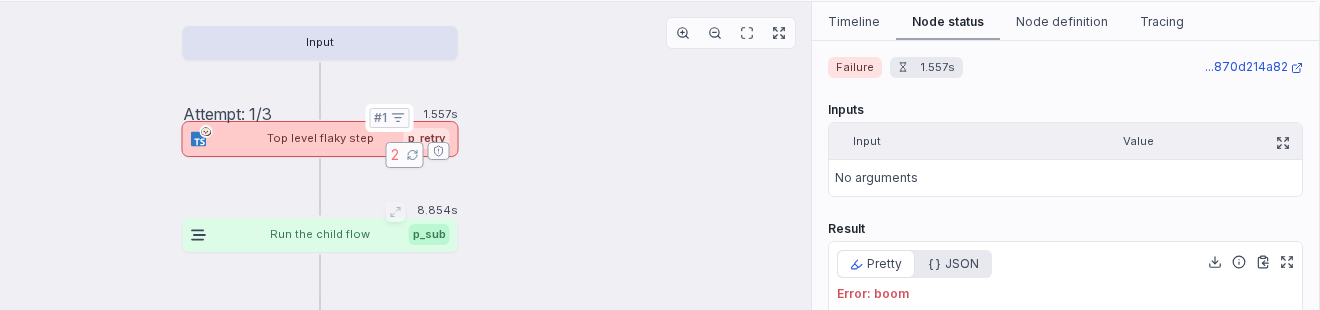 Timeline Node status Node definition Tracing
Input
Failure 1.557s ...870d214a82
Attempt: 1/3 #1 1.557s
TS Top level flaky step p_retry
2
8.854s
Run the child flow p_sub
Inputs
Input Value
No arguments
Result
Pretty {} JSON
Error: boom